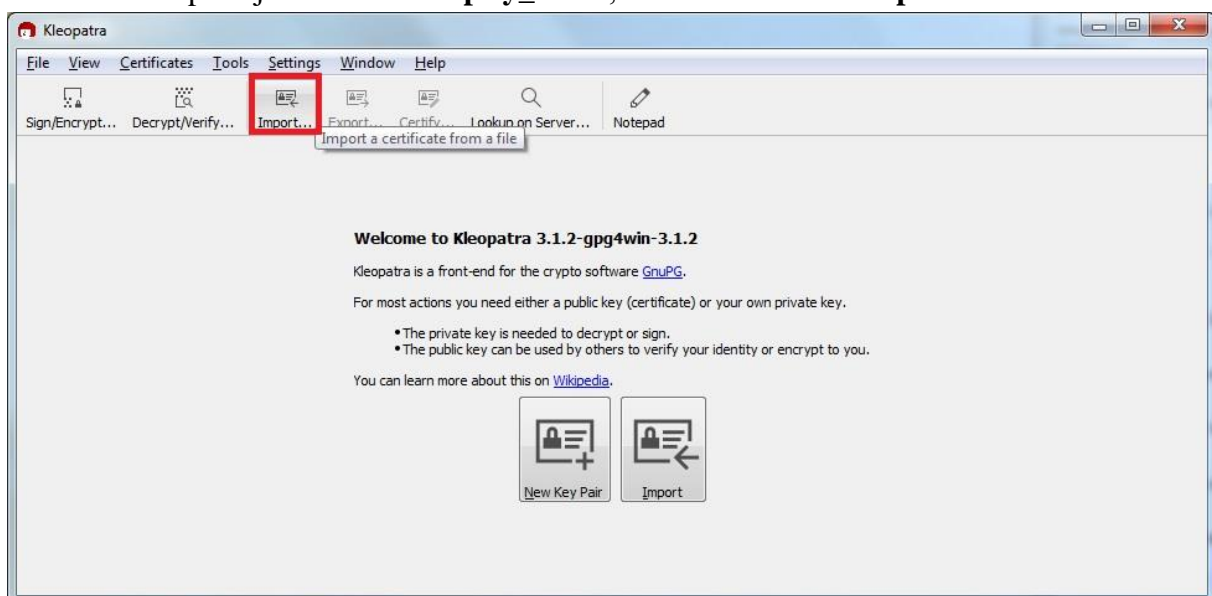 Kleopatra
File View Certificates Tools Settings Window Help
Sign/Encrypt... Decrypt/Verify... Import... Export... Certify... Lookup on Server... Notepad
Import a certificate from a file
Welcome to Kleopatra 3.1.2-gpg4win-3.1.2
Kleopatra is a front-end for the crypto software GnuPG.
For most actions you need either a public key (certificate) or your own private key.
•The private key is needed to decrypt or sign.
•The public key can be used by others to verify your identity or encrypt to you.
You can learn more about this on Wikipedia.
New Key Pair Import